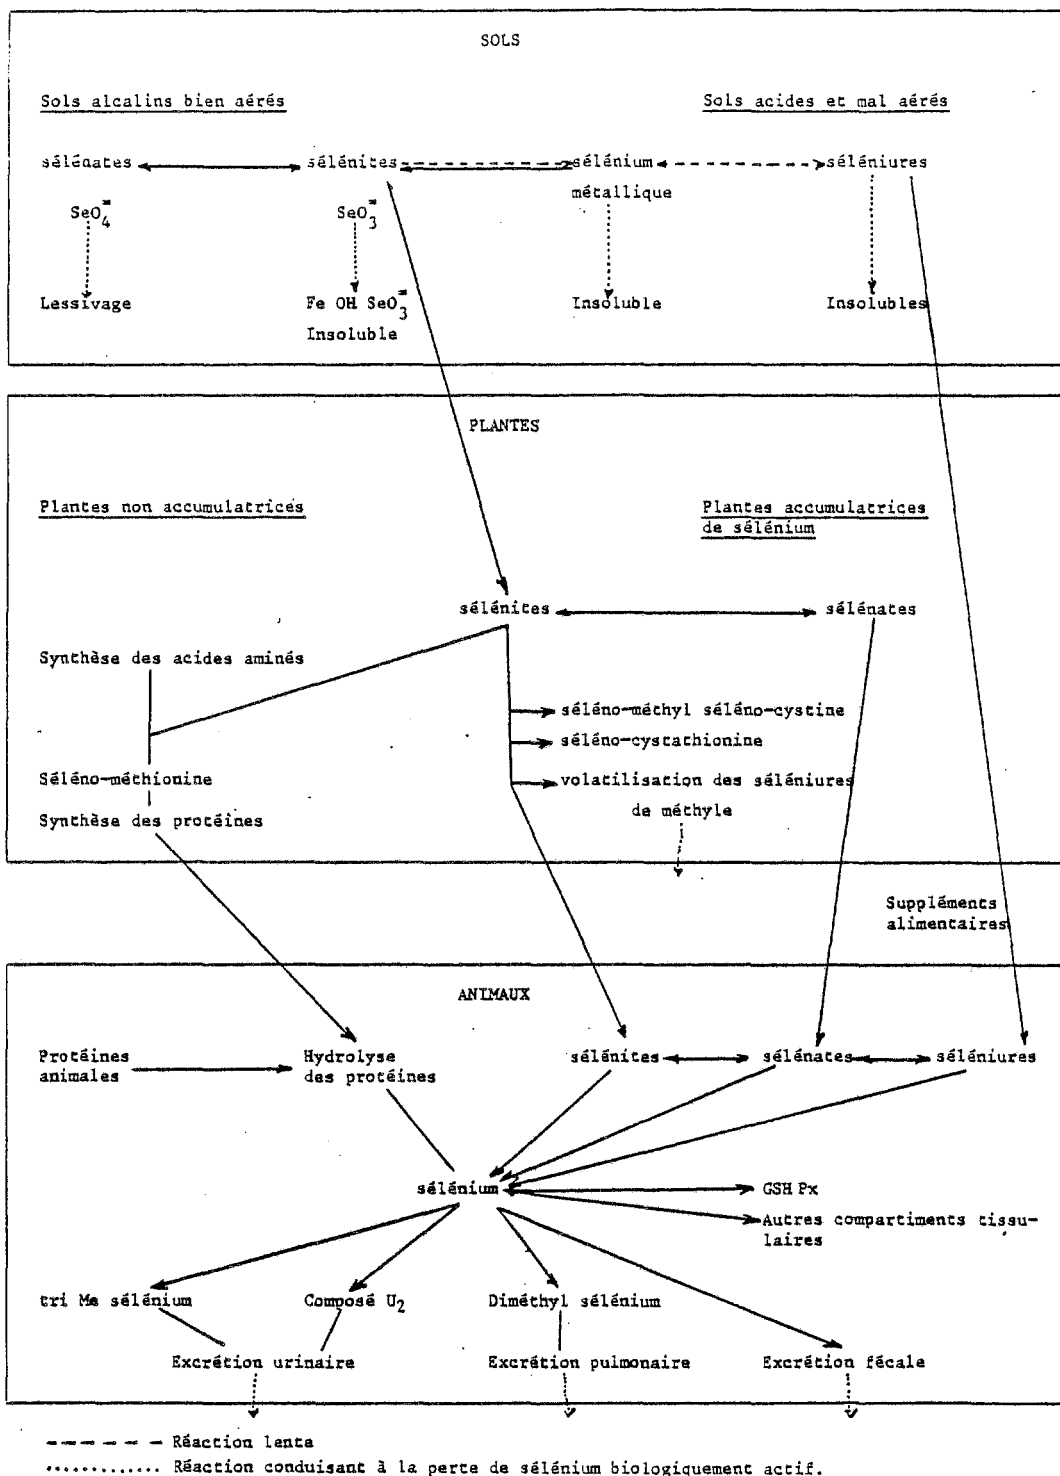 SOLS
Sols alcalins bien aérés
Sols acides et mal aérés
sélénates
sélénites
sélénium
séléniures
métallique
SeO4=
SeO3=
Lessivage
Fe OH SeO3=
Insoluble
Insolubles
Insoluble
PLANTES
Plantes non accumulatrices
Plantes accumulatrices
de sélénium
sélénites
sélénates
Synthèse des acides aminés
séléno-méthyl séléno-cystine
séléno-cystathionine
Séléno-méthionine
volatilisation des séléniures
de méthyle
Synthèse des protéines
Suppléments
alimentaires
ANIMAUX
Protéines
animales
Hydrolyse
des protéines
sélénites
sélénates
séléniures
sélénium
GSH Px
Autres compartiments tissu-
laires
tri Me sélénium
Composé U2
Diméthyl sélénium
Excrétion urinaire
Excrétion pulmonaire
Excrétion fécale
Réaction lente
Réaction conduisant à la perte de sélénium biologiquement actif.